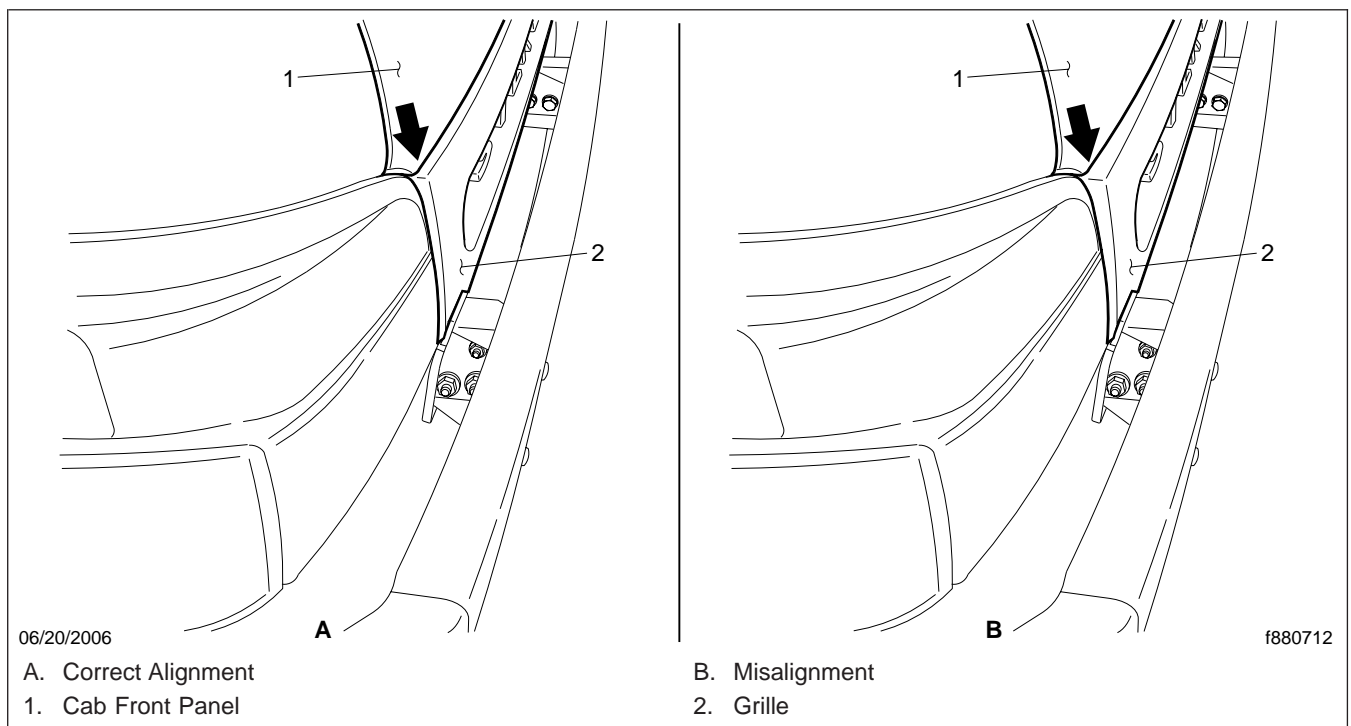 1
2
1
2
06/20/2006
A
B
f880712
A. Correct Alignment
B. Misalignment
1. Cab Front Panel
2. Grille